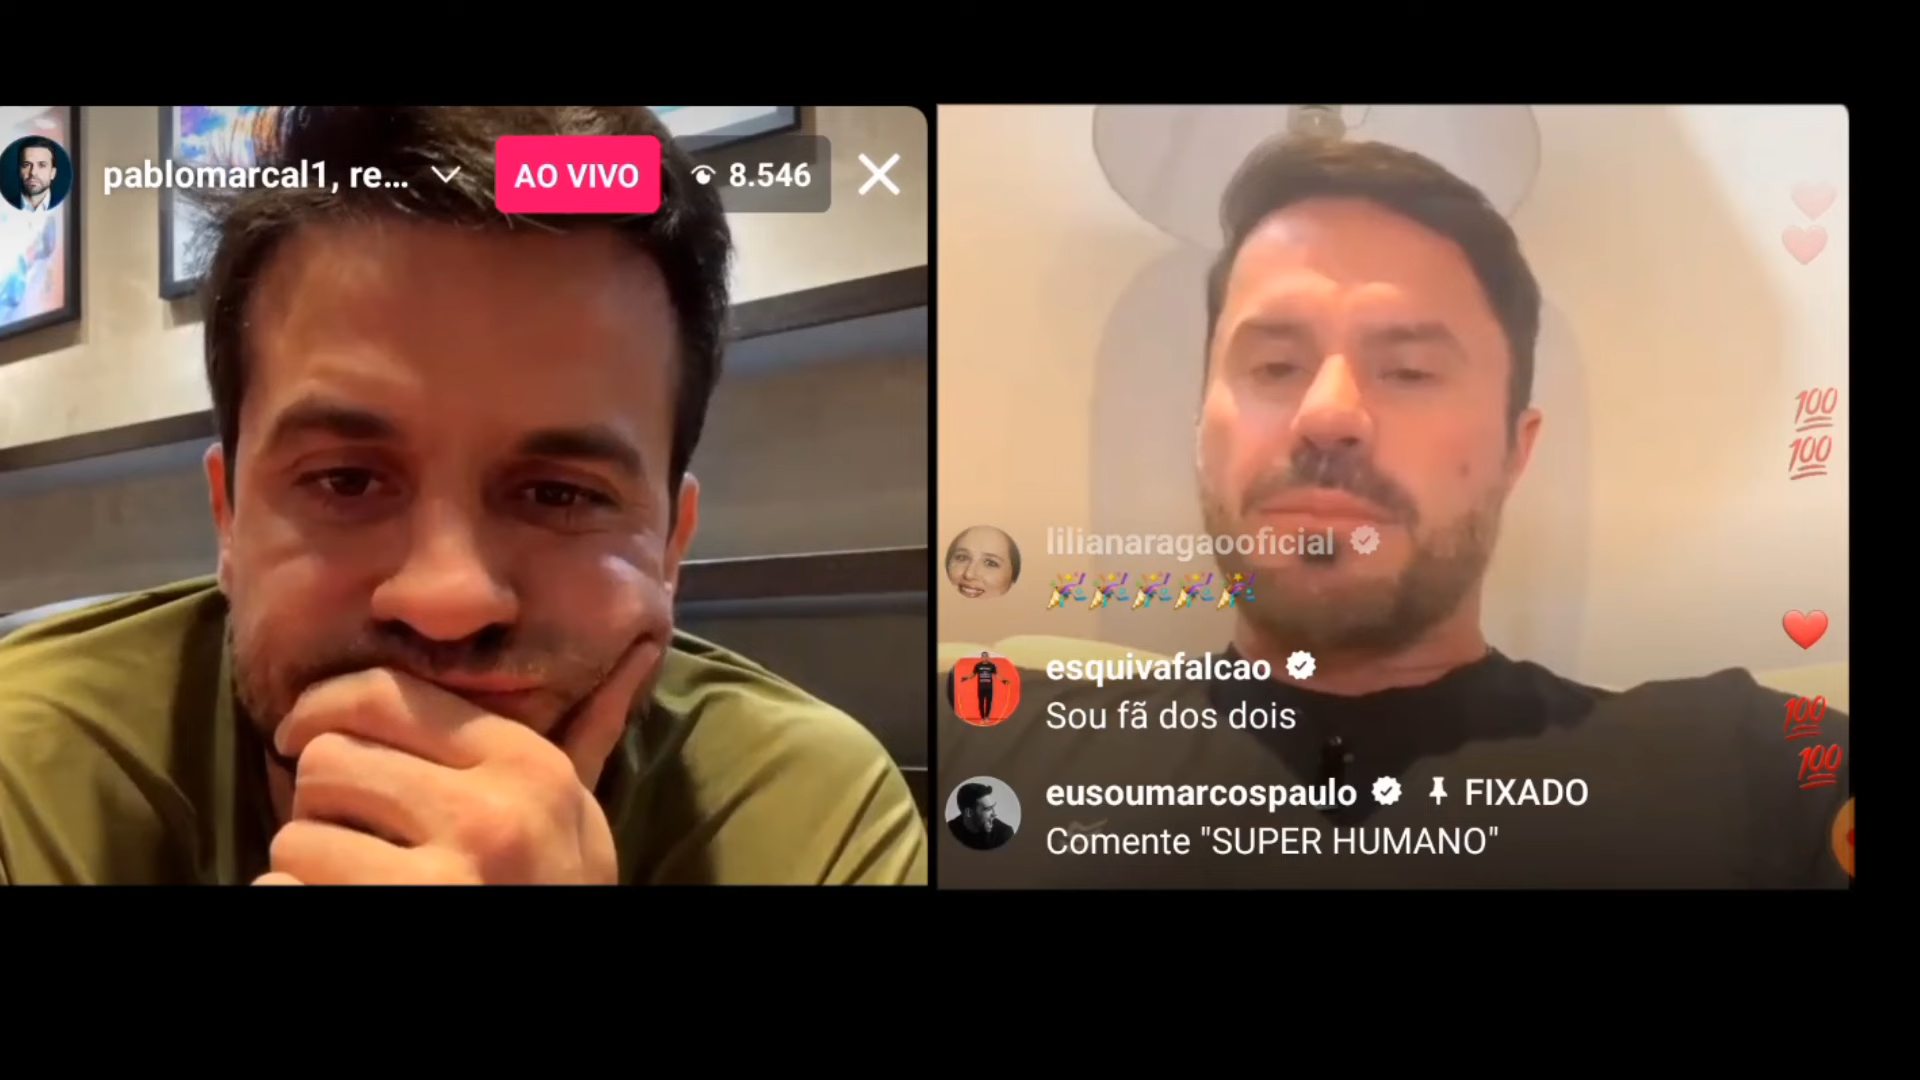 pablomarcal1, re...
AO VIVO
8.546
lilianaragaooficial
esquivafalcao
Sou fã dos dois
eusoumarcospaulo FIXADO
Comente "SUPER HUMANO"
100
100
100
100